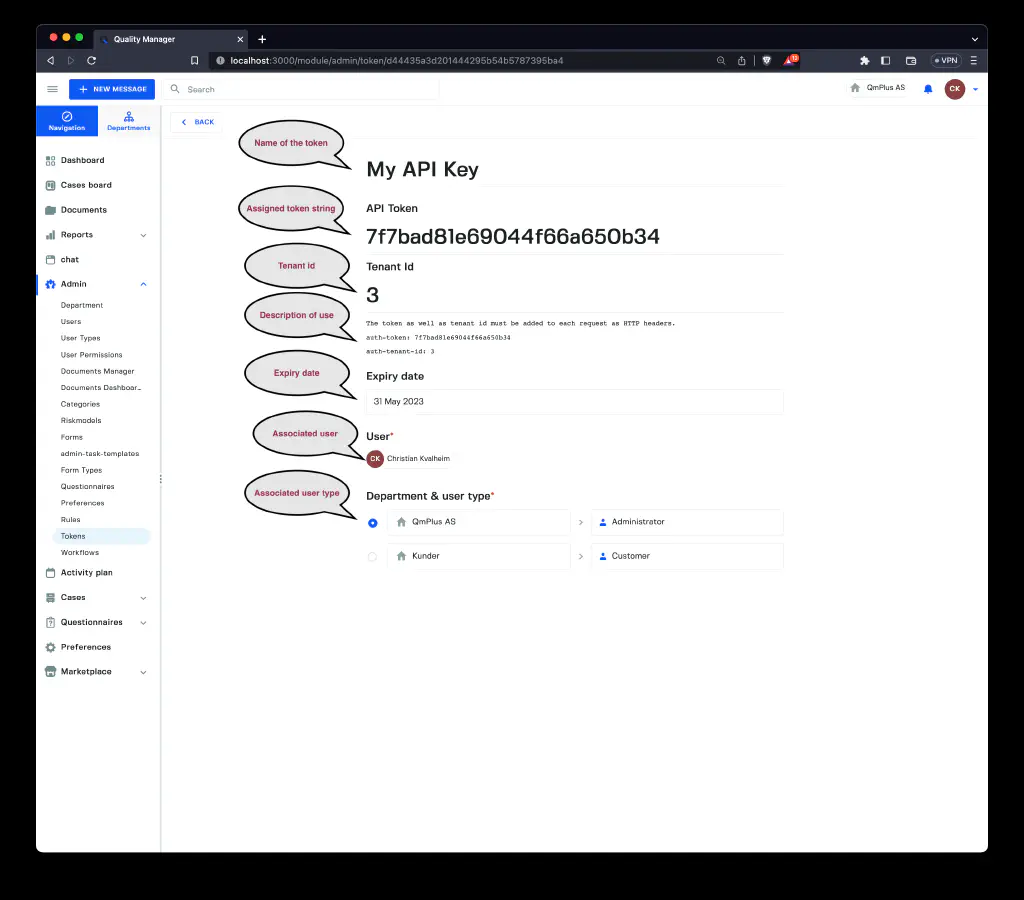 Quality Manager
localhost:3000/module/admin/token/d44435a3d201444295b54b5787395ba4
13
VPN
NEW MESSAGE
Search
QmPlus AS
CK
Navigation
Departments
BACK
Dashboard
Cases board
Documents
Reports
chat
Admin
Department
Users
User Types
User Permissions
Documents Manager
Documents Dashboar...
Categories
Riskmodels
Forms
admin-task-templates
Form Types
Questionnaires
Preferences
Rules
Tokens
Workflows
Activity plan
Cases
Questionnaires
Preferences
Marketplace
Name of the token
My API Key
Assigned token string
API Token
7f7bad81e69044f66a650b34
Tenant id
Tenant Id
3
Description of use
The token as well as tenant id must be added to each request as HTTP headers.
auth-token: 7f7bad81e69044f66a650b34
auth-tenant-id: 3
Expiry date
Expiry date
31 May 2023
Associated user
User*
CK Christian Kvalheim
Associated user type
Department & user type*
QmPlus AS > Administrator
Kunder > Customer